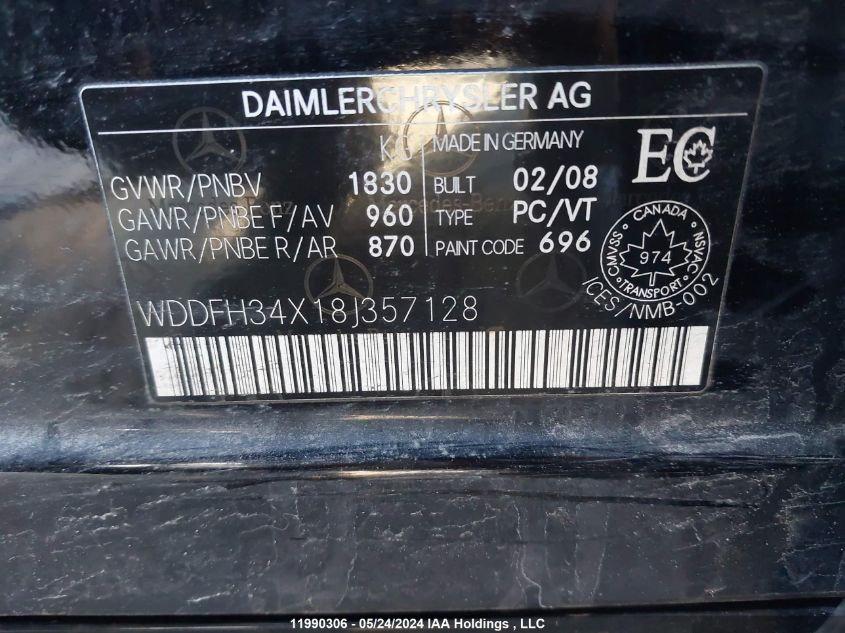 DAIMLERCHRYSLER AG
KG MADE IN GERMANY
GVWR/PNBV 1830 BUILT 02/08
GAWR/PNBE F/AV 960 TYPE PC/VT
GAWR/PNBE R/AR 870 PAINT CODE 696
EC
CANADA
CMVSS 974 NSVAC
TRANSPORT
ICES/NMB-002
WDDFH34X18J357128
Mercedes-Benz
11990306 - 05/24/2024 IAA Holdings , LLC